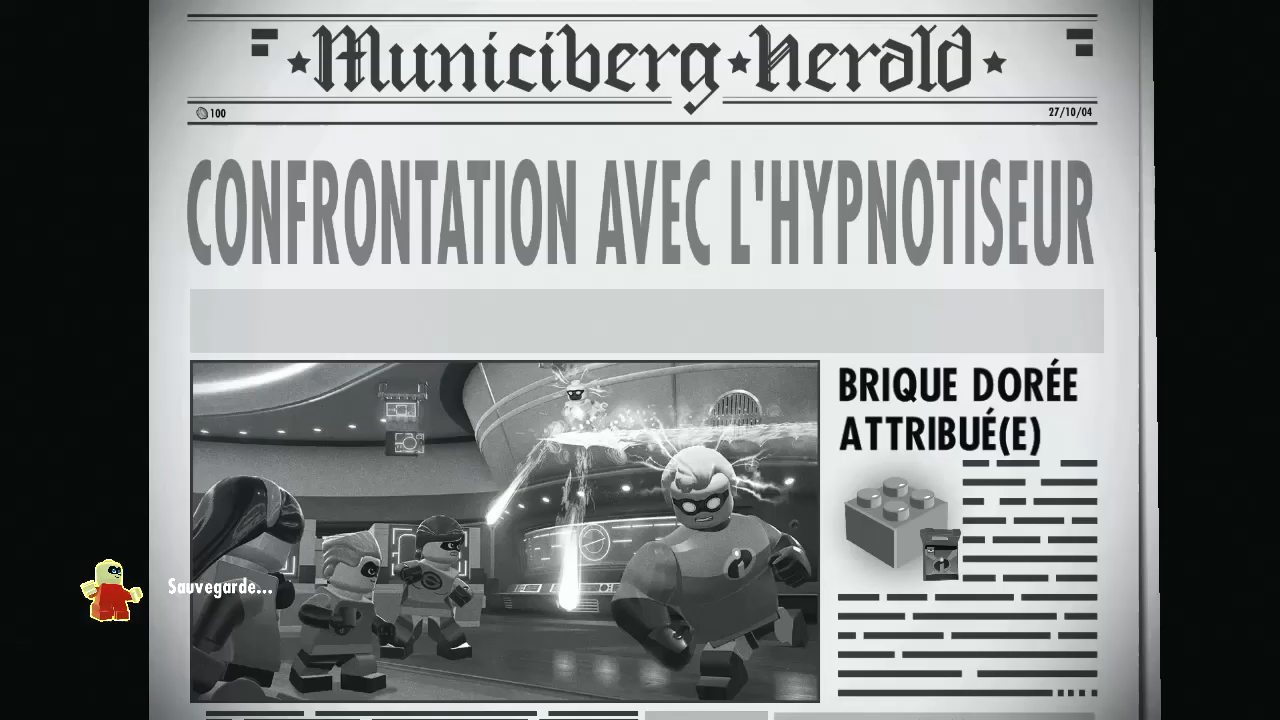 Municiberg Herald
100
27/10/04
CONFRONTATION AVEC L'HYPNOTISEUR
BRIQUE DORÉE
ATTRIBUÉ(E)
Sauvegarde...